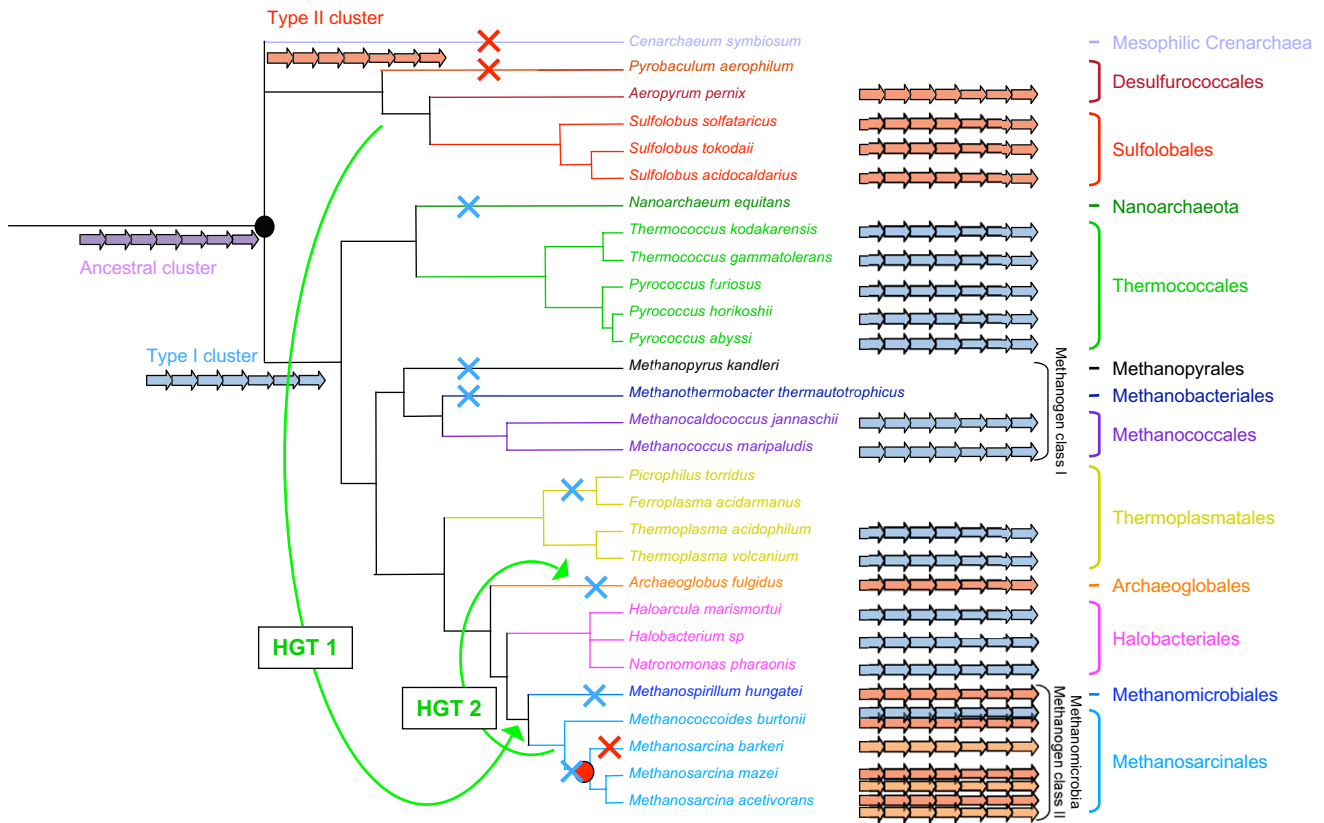 Type II cluster
Cenarchaeum symbiosum
Mesophilic Crenarchaea
Pyrobaculum aerophilum
Desulfurococcales
Aeropyrum pernix
Sulfolobus solfataricus
Sulfolobales
Sulfolobus tokodaii
Sulfolobus acidocaldarius
Nanoarchaeum equitans
Nanoarchaeota
Ancestral cluster
Thermococcus kodakarensis
Thermococcus gammatolerans
Thermococcales
Pyrococcus furiosus
Pyrococcus horikoshii
Pyrococcus abyssi
Type I cluster
Methanopyrus kandleri
Methanopyrales
Methanothermobacter thermautotrophicus
Methanobacteriales
Methanocaldococcus jannaschii
Methanococcales
Methanococcus maripaludis
Methanogen class I
Picrophilus torridus
Ferroplasma acidarmanus
Thermoplasmatales
Thermoplasma acidophilum
Thermoplasma volcanium
Archaeoglobus fulgidus
Archaeoglobales
Haloarcula marismortui
Halobacterium sp
Halobacteriales
Natronomonas pharaonis
HGT 1
HGT 2
Methanospirillum hungatei
Methanomicrobiales
Methanococcoides burtonii
Methanosarcina barkeri
Methanosarcinales
Methanosarcina mazei
Methanosarcina acetivorans
Methanomicrobia
Methanogen class II